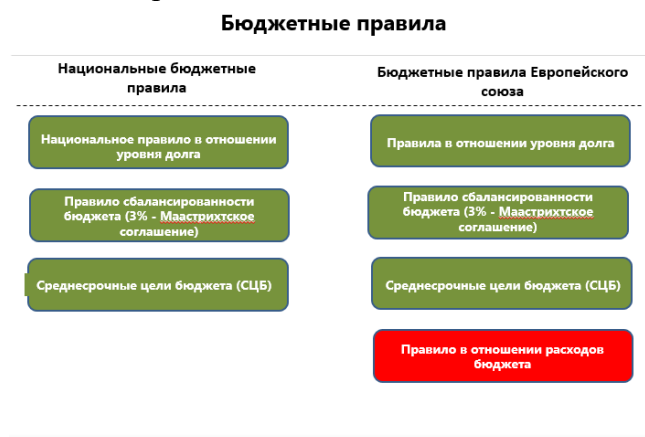 Бюджетные правила
Национальные бюджетные
правила
Национальное правило в отношении
уровня долга
Правило сбалансированности
бюджета (3% - Маастрихтское
соглашение)
Среднесрочные цели бюджета (СЦБ)
Бюджетные правила Европейского
союза
Правила в отношении уровня долга
Правило сбалансированности
бюджета (3% - Маастрихтское
соглашение)
Среднесрочные цели бюджета (СЦБ)
Правило в отношении расходов
бюджета